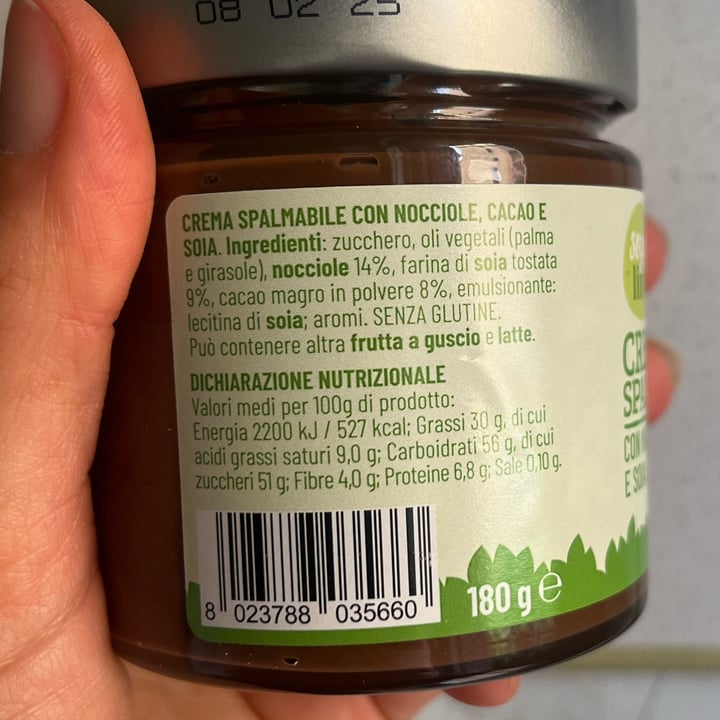 08 02 25
CREMA SPALMABILE CON NOCCIOLE, CACAO E
SOIA. Ingredienti: zucchero, oli vegetali (palma
e girasole), nocciole 14%, farina di soia tostata
9%, cacao magro in polvere 8%, emulsionante:
lecitina di soia; aromi. SENZA GLUTINE.
Può contenere altra frutta a guscio e latte.
DICHIARAZIONE NUTRIZIONALE
Valori medi per 100g di prodotto:
Energia 2200 kJ / 527 kcal; Grassi 30 g, di cui
acidi grassi saturi 9,0 g; Carboidrati 56 g, di cui
zuccheri 51 g; Fibre 4,0 g; Proteine 6,8 g; Sale 0,10 g.
8 023788 035660
180 g e
CON
E